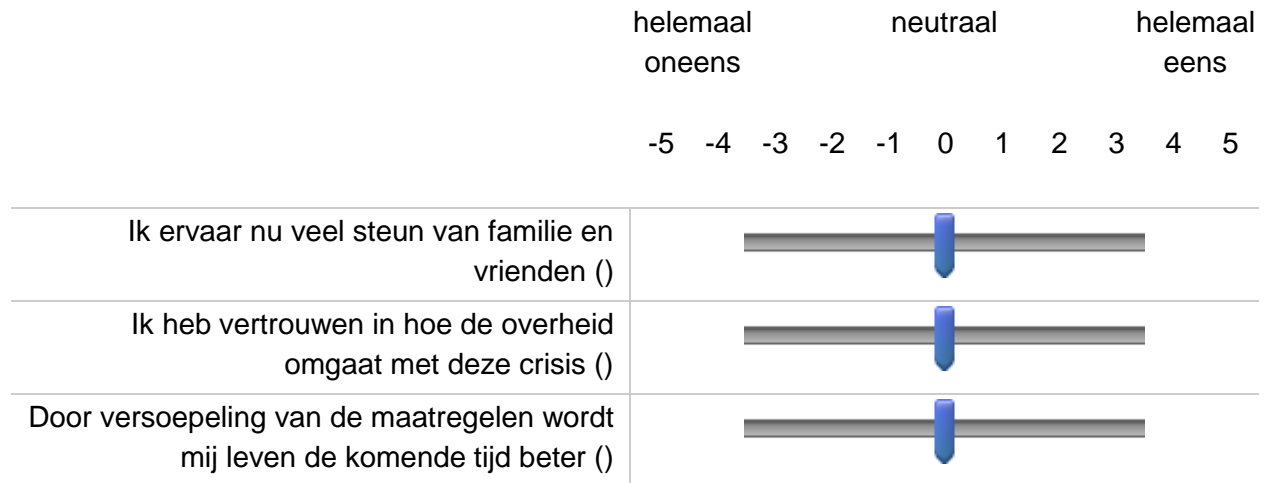 helemaal neutraal helemaal
oneens eens
-5 -4 -3 -2 -1 0 1 2 3 4 5
Ik ervaar nu veel steun van familie en
vrienden ()
Ik heb vertrouwen in hoe de overheid
omgaat met deze crisis ()
Door versoepeling van de maatregelen wordt
mij leven de komende tijd beter ()